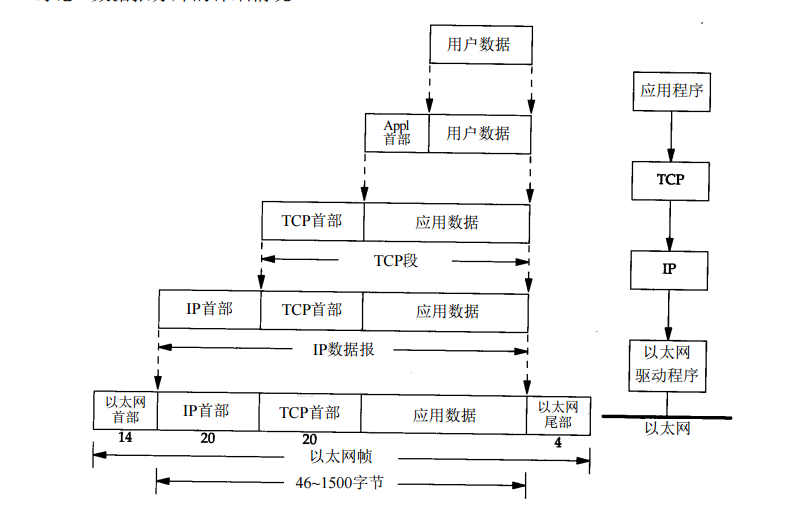 用户数据
应用程序
Appl
首部
用户数据
TCP
TCP首部
应用数据
TCP段
IP
IP首部
TCP首部
应用数据
IP数据报
以太网
驱动程序
以太网
首部
IP首部
TCP首部
应用数据
以太网
尾部
以太网
14
20
20
4
以太网帧
46~1500字节